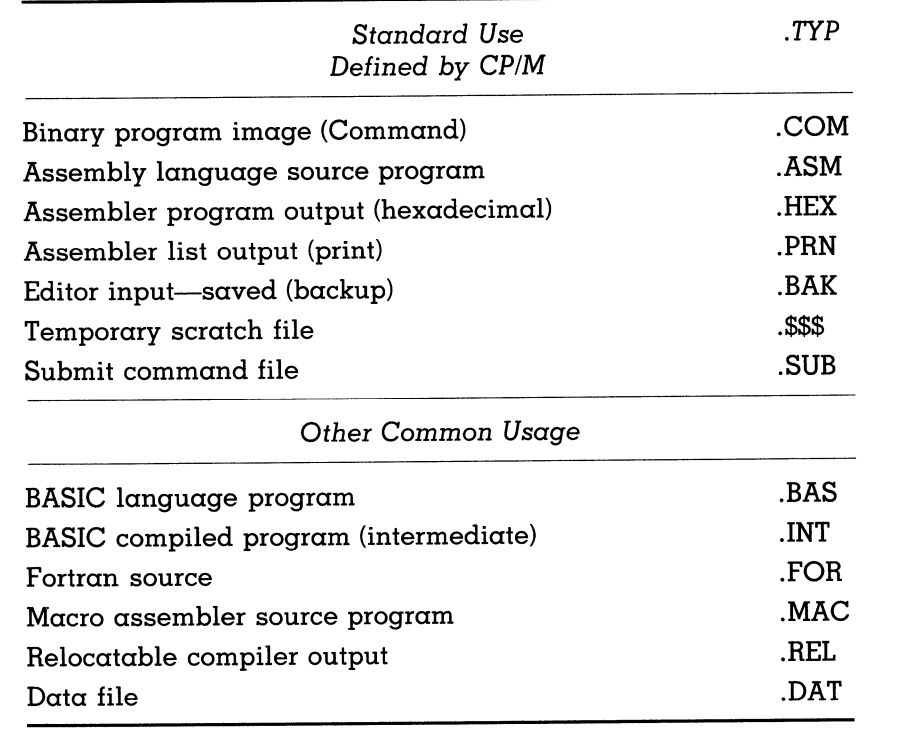 Standard Use .TYP
Defined by CP/M
Binary program image (Command) .COM
Assembly language source program .ASM
Assembler program output (hexadecimal) .HEX
Assembler list output (print) .PRN
Editor input—saved (backup) .BAK
Temporary scratch file .$$$
Submit command file .SUB
Other Common Usage
BASIC language program .BAS
BASIC compiled program (intermediate) .INT
Fortran source .FOR
Macro assembler source program .MAC
Relocatable compiler output .REL
Data file .DAT